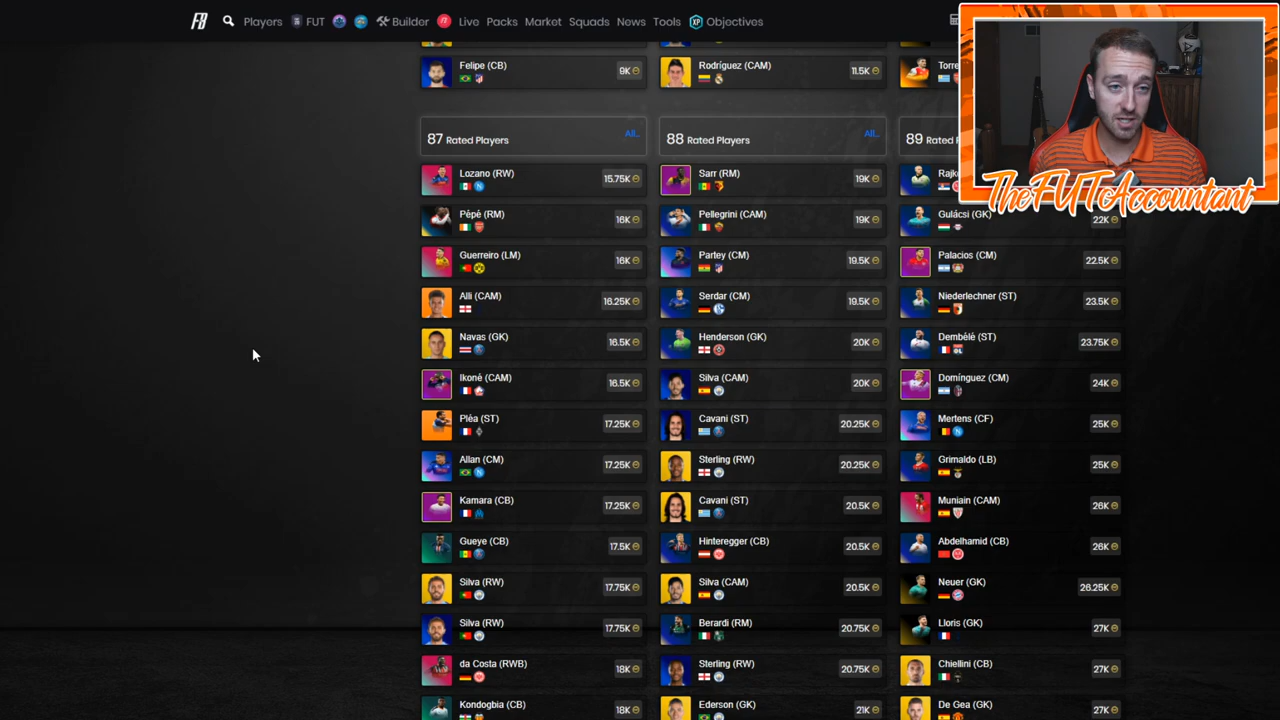 FB Players FUT Builder Live Packs Market Squads News Tools XP Objectives
Felipe (CB) 9K
Rodríguez (CAM) 11.5K
87 Rated Players All..
Lozano (RW) 15.75K
Pépé (RM) 16K
Guerreiro (LM) 16K
Alli (CAM) 16.25K
Navas (GK) 16.5K
Ikoné (CAM) 16.5K
Pléa (ST) 17.25K
Allan (CM) 17.25K
Kamara (CB) 17.25K
Gueye (CB) 17.5K
Silva (RW) 17.75K
Silva (RW) 17.75K
da Costa (RWB) 18K
Kondogbia (CB) 18K
88 Rated Players All..
Sarr (RM) 19K
Pellegrini (CAM) 19K
Partey (CM) 19.5K
Serdar (CM) 19.5K
Henderson (GK) 20K
Silva (CAM) 20K
Cavani (ST) 20.25K
Sterling (RW) 20.25K
Cavani (ST) 20.5K
Hinteregger (CB) 20.5K
Silva (CAM) 20.5K
Berardi (RM) 20.75K
Sterling (RW) 20.75K
Ederson (GK) 21K
89 Rated
Gulácsi (GK) 22K
Palacios (CM) 22.5K
Niederlechner (ST) 23.5K
Dembélé (ST) 23.75K
Domínguez (CM) 24K
Mertens (CF) 25K
Grimaldo (LB) 25K
Muniain (CAM) 26K
Abdelhamid (CB) 26K
Neuer (GK) 26.25K
Lloris (GK) 27K
Chiellini (CB) 27K
De Gea (GK) 27K
TheFUTAccountant